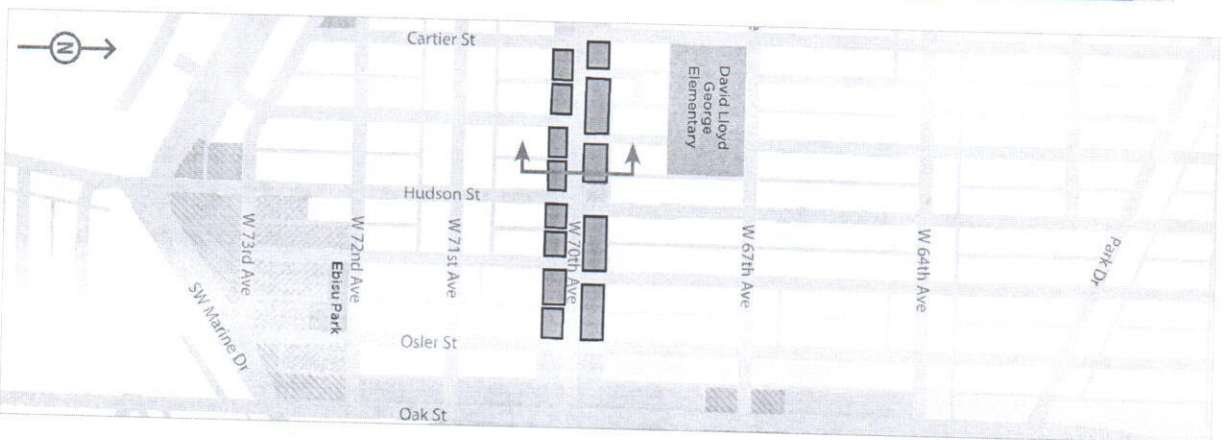 N
Cartier St
David Lloyd
George
Elementary
Hudson St
W 73rd Ave
W 72nd Ave
W 71st Ave
W 70th Ave
W 67th Ave
W 64th Ave
Park Dr
Ebisu Park
SW Marine Dr
Osler St
Oak St